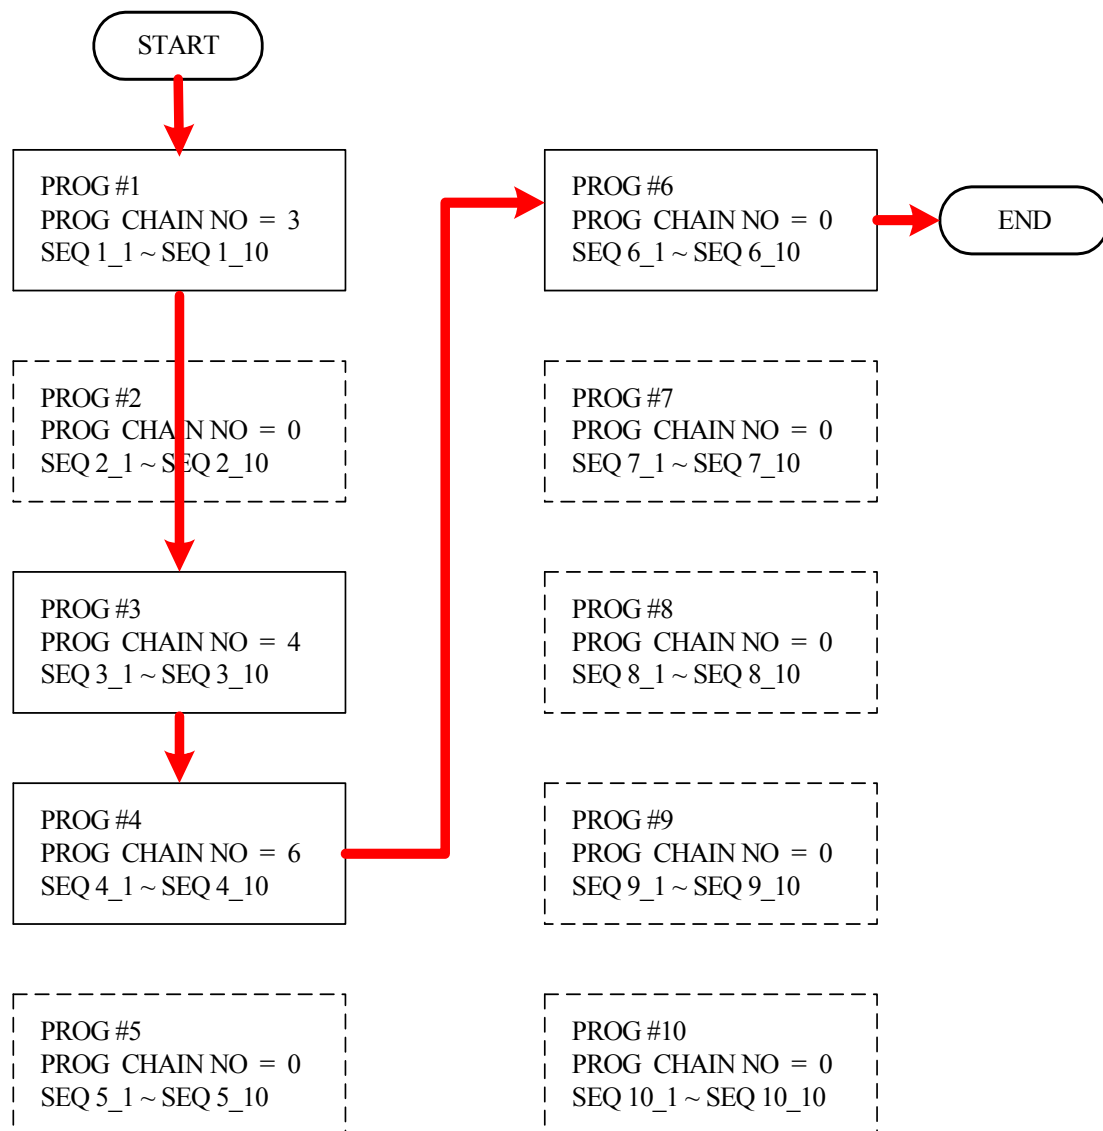 START
PROG #1
PROG CHAIN NO = 3
SEQ 1_1 ~ SEQ 1_10
PROG #2
PROG CHAIN NO = 0
SEQ 2_1 ~ SEQ 2_10
PROG #3
PROG CHAIN NO = 4
SEQ 3_1 ~ SEQ 3_10
PROG #4
PROG CHAIN NO = 6
SEQ 4_1 ~ SEQ 4_10
PROG #5
PROG CHAIN NO = 0
SEQ 5_1 ~ SEQ 5_10
PROG #6
PROG CHAIN NO = 0
SEQ 6_1 ~ SEQ 6_10
END
PROG #7
PROG CHAIN NO = 0
SEQ 7_1 ~ SEQ 7_10
PROG #8
PROG CHAIN NO = 0
SEQ 8_1 ~ SEQ 8_10
PROG #9
PROG CHAIN NO = 0
SEQ 9_1 ~ SEQ 9_10
PROG #10
PROG CHAIN NO = 0
SEQ 10_1 ~ SEQ 10_10